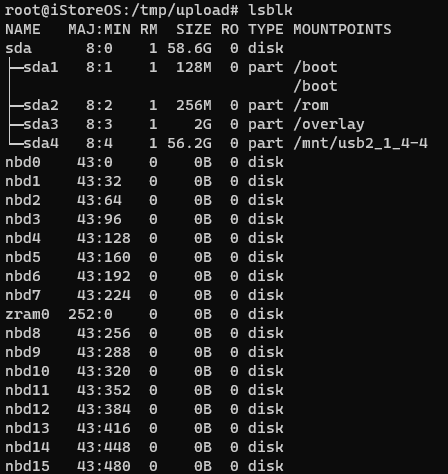 root@iStoreOS:/tmp/upload# lsblk
NAME   MAJ:MIN RM  SIZE RO TYPE MOUNTPOINTS
sda      8:0    1 58.6G  0 disk
├─sda1   8:1    1  128M  0 part /boot
│                               /boot
├─sda2   8:2    1  256M  0 part /rom
├─sda3   8:3    1    2G  0 part /overlay
└─sda4   8:4    1 56.2G  0 part /mnt/usb2_1_4-4
nbd0    43:0    0    0B  0 disk
nbd1    43:32   0    0B  0 disk
nbd2    43:64   0    0B  0 disk
nbd3    43:96   0    0B  0 disk
nbd4    43:128  0    0B  0 disk
nbd5    43:160  0    0B  0 disk
nbd6    43:192  0    0B  0 disk
nbd7    43:224  0    0B  0 disk
zram0  252:0    0    0B  0 disk
nbd8    43:256  0    0B  0 disk
nbd9    43:288  0    0B  0 disk
nbd10   43:320  0    0B  0 disk
nbd11   43:352  0    0B  0 disk
nbd12   43:384  0    0B  0 disk
nbd13   43:416  0    0B  0 disk
nbd14   43:448  0    0B  0 disk
nbd15   43:480  0    0B  0 disk